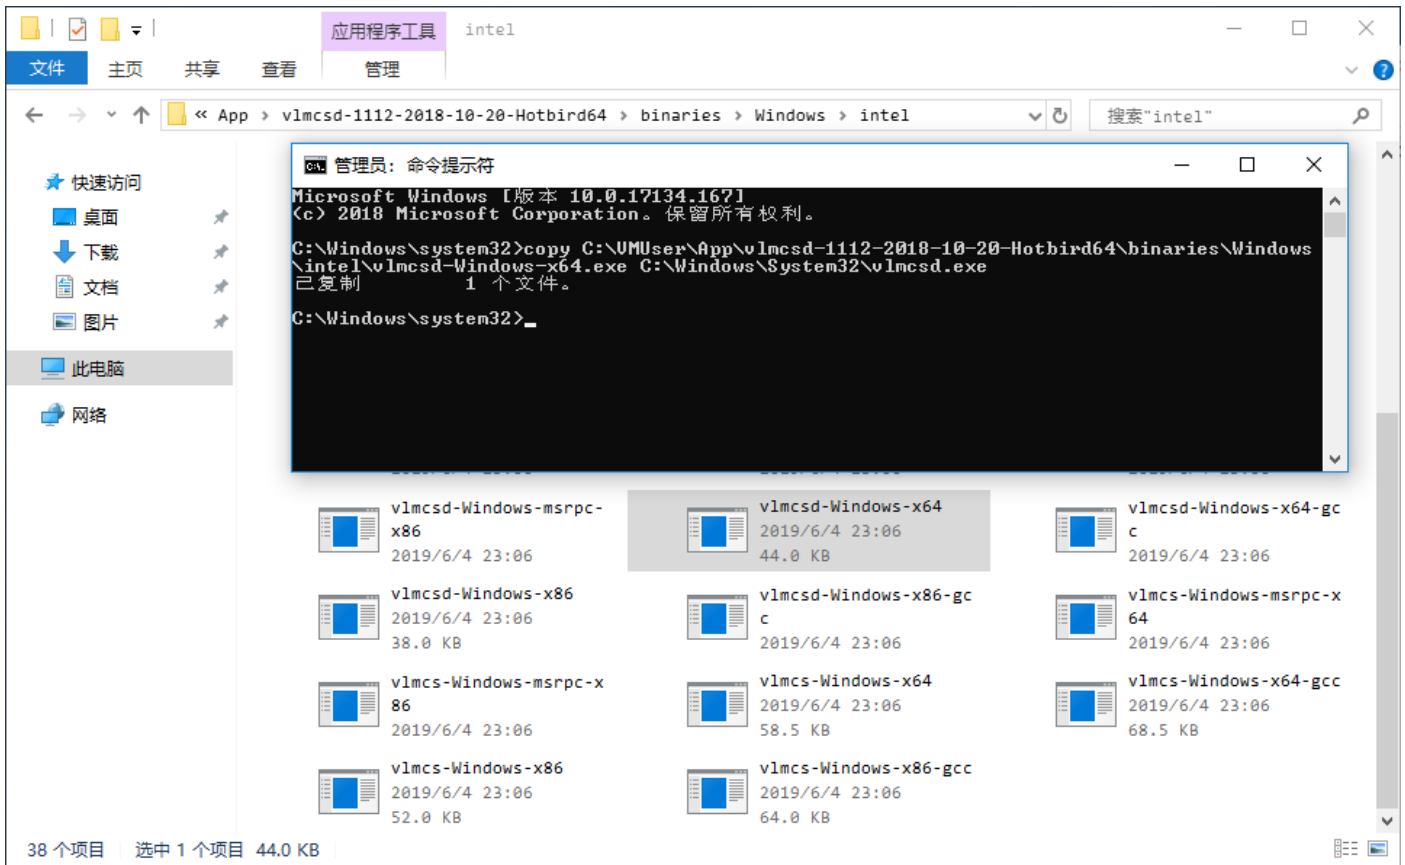 应用程序工具 intel
文件 主页 共享 查看 管理
« App › vlmcsd-1112-2018-10-20-Hotbird64 › binaries › Windows › intel
搜索"intel"
快速访问
桌面
下载
文档
图片
此电脑
网络
管理员: 命令提示符
Microsoft Windows [版本 10.0.17134.167]
(c) 2018 Microsoft Corporation。保留所有权利。
C:\Windows\system32>copy C:\VMUser\App\vlmcsd-1112-2018-10-20-Hotbird64\binaries\Windows
\intel\vlmcsd-Windows-x64.exe C:\Windows\System32\vlmcsd.exe
已复制 1 个文件。
C:\Windows\system32>_
vlmcsd-Windows-msrpc-
x86
2019/6/4 23:06
vlmcsd-Windows-x64
2019/6/4 23:06
44.0 KB
vlmcsd-Windows-x64-gc
c
2019/6/4 23:06
vlmcsd-Windows-x86
2019/6/4 23:06
38.0 KB
vlmcsd-Windows-x86-gc
c
2019/6/4 23:06
vlmcs-Windows-msrpc-x
64
2019/6/4 23:06
vlmcs-Windows-msrpc-x
86
2019/6/4 23:06
vlmcs-Windows-x64
2019/6/4 23:06
58.5 KB
vlmcs-Windows-x64-gcc
2019/6/4 23:06
68.5 KB
vlmcs-Windows-x86
2019/6/4 23:06
52.0 KB
vlmcs-Windows-x86-gcc
2019/6/4 23:06
64.0 KB
38 个项目 选中 1 个项目 44.0 KB